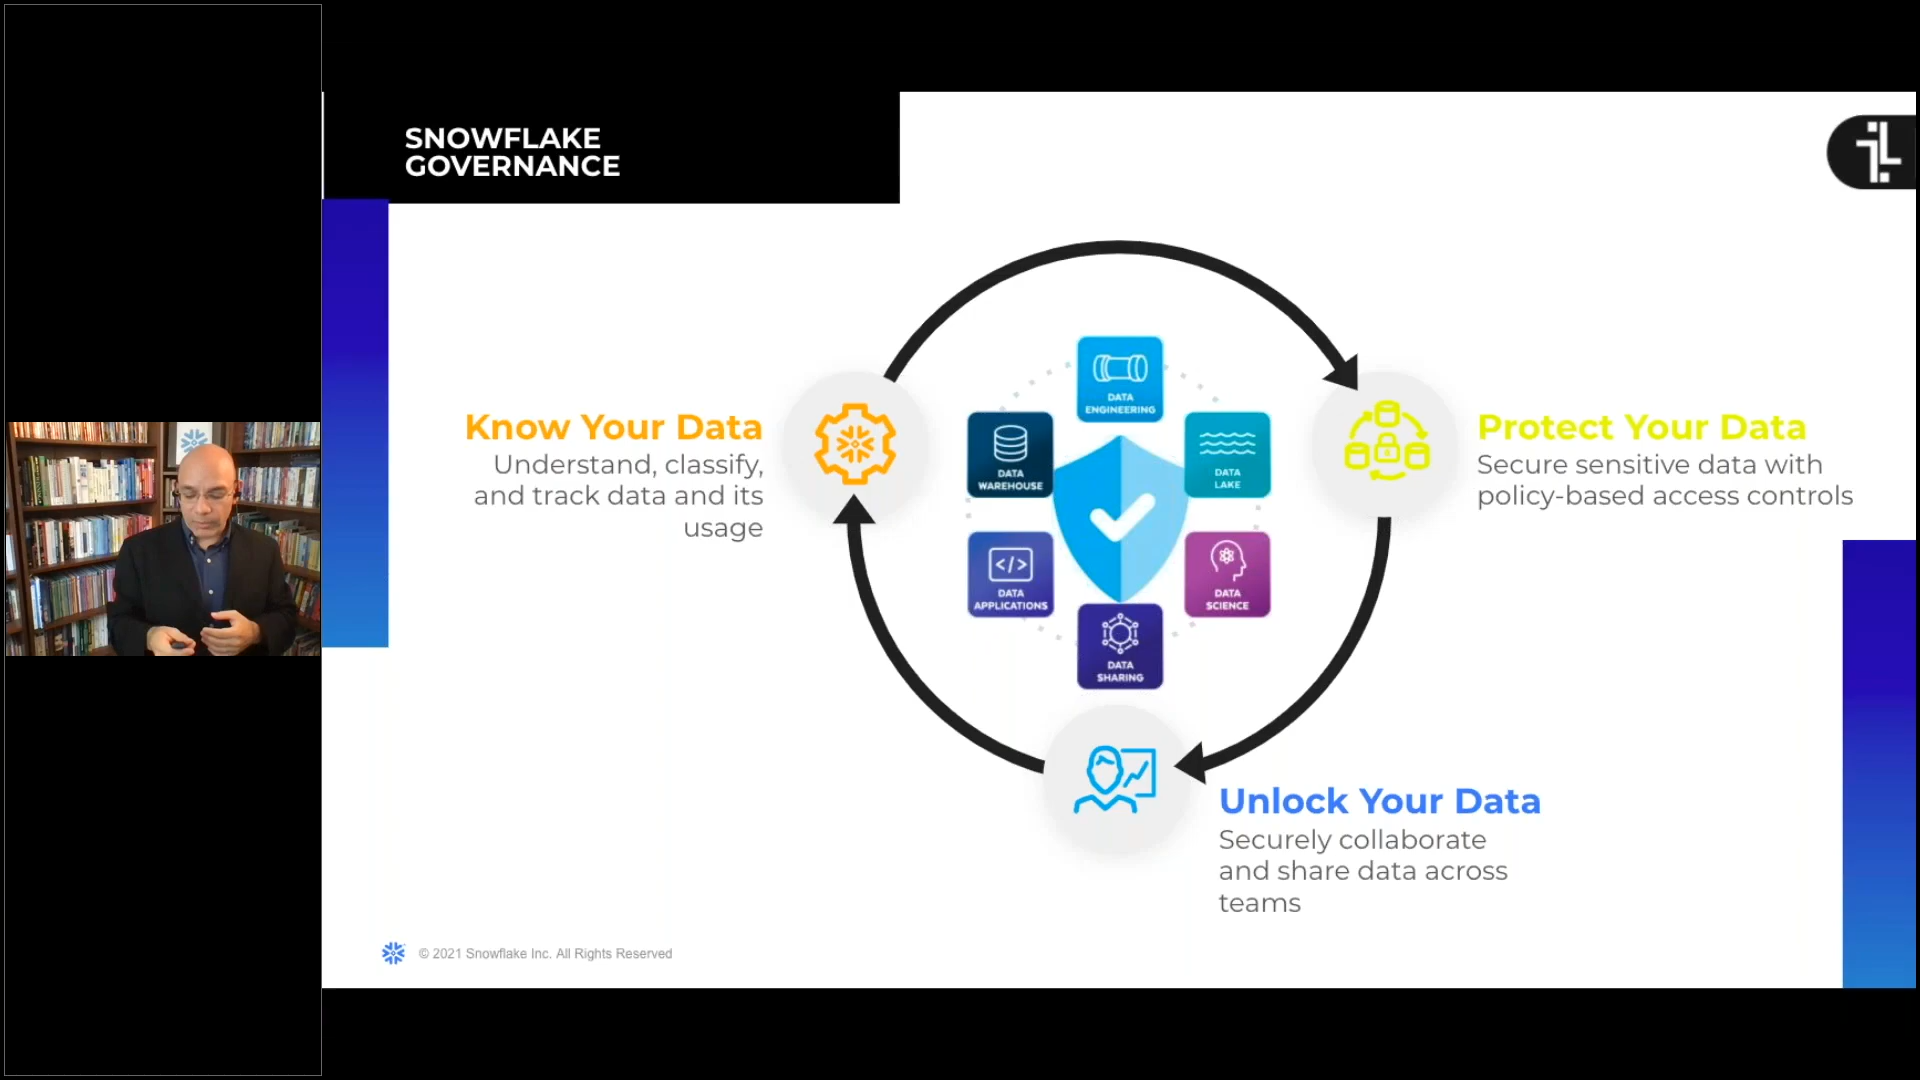 SNOWFLAKE
GOVERNANCE
Know Your Data
Understand, classify,
and track data and its
usage
DATA
ENGINEERING
DATA
WAREHOUSE
DATA
LAKE
DATA
APPLICATIONS
DATA
SCIENCE
DATA
SHARING
Protect Your Data
Secure sensitive data with
policy-based access controls
Unlock Your Data
Securely collaborate
and share data across
teams
© 2021 Snowflake Inc. All Rights Reserved